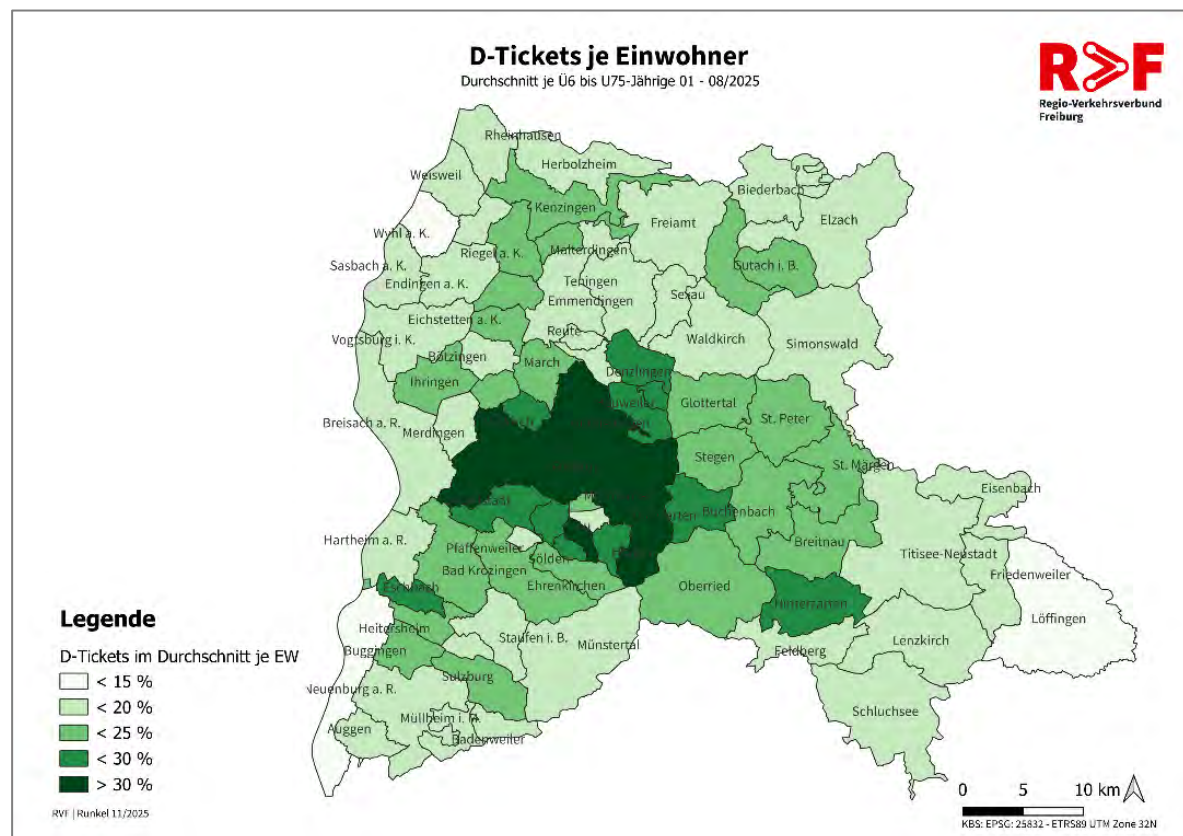 D-Tickets je Einwohner
Durchschnitt je Ü6 bis U75-Jährige 01 - 08/2025
RVF
Regio-Verkehrsverbund
Freiburg
Rheinhausen
Herbolzheim
Weisweil
Biederbach
Kenzingen
Freiamt
Elzach
Wyhl a. K.
Riegel a. K.
Malterdingen
Gutach i. B.
Sasbach a. K.
Endingen a. K.
Teningen
Sexau
Emmendingen
Eichstetten a. K.
Reute
Waldkirch
Simonswald
Vogtsburg i. K.
Bötzingen
March
Denzlingen
Ihringen
Glottertal
St. Peter
Breisach a. R.
Merdingen
Stegen
St. Märgen
Eisenbach
Buchenbach
Hartheim a. R.
Pfaffenweiler
Sölden
Breitnau
Titisee-Neustadt
Bad Krozingen
Friedenweiler
Eschbach
Ehrenkirchen
Oberried
Hinterzarten
Löffingen
Heitersheim
Staufen i. B.
Münstertal
Feldberg
Lenzkirch
Buggingen
Sulzburg
Neuenburg a. R.
Schluchsee
Müllheim i. M.
Auggen
Badenweiler
Legende
D-Tickets im Durchschnitt je EW
< 15 %
< 20 %
< 25 %
< 30 %
> 30 %
RVF | Runkel 11/2025
0 5 10 km
KBS: EPSG: 25832 - ETRS89 UTM Zone 32N